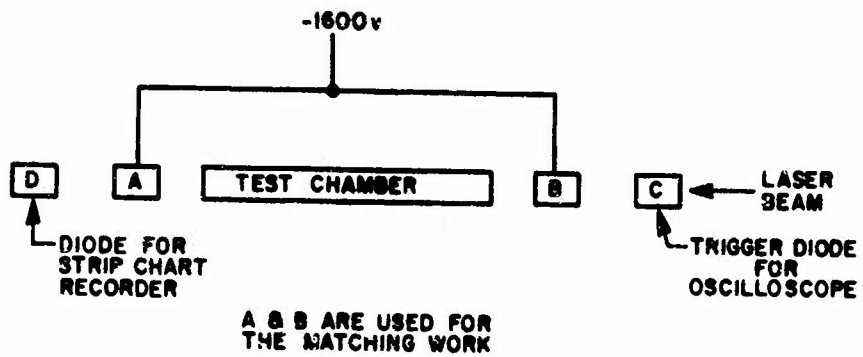 -1600v
D
A
TEST CHAMBER
B
C
LASER
BEAM
DIODE FOR
STRIP CHART
RECORDER
TRIGGER DIODE
FOR
OSCILLOSCOPE
A & B ARE USED FOR
THE MATCHING WORK